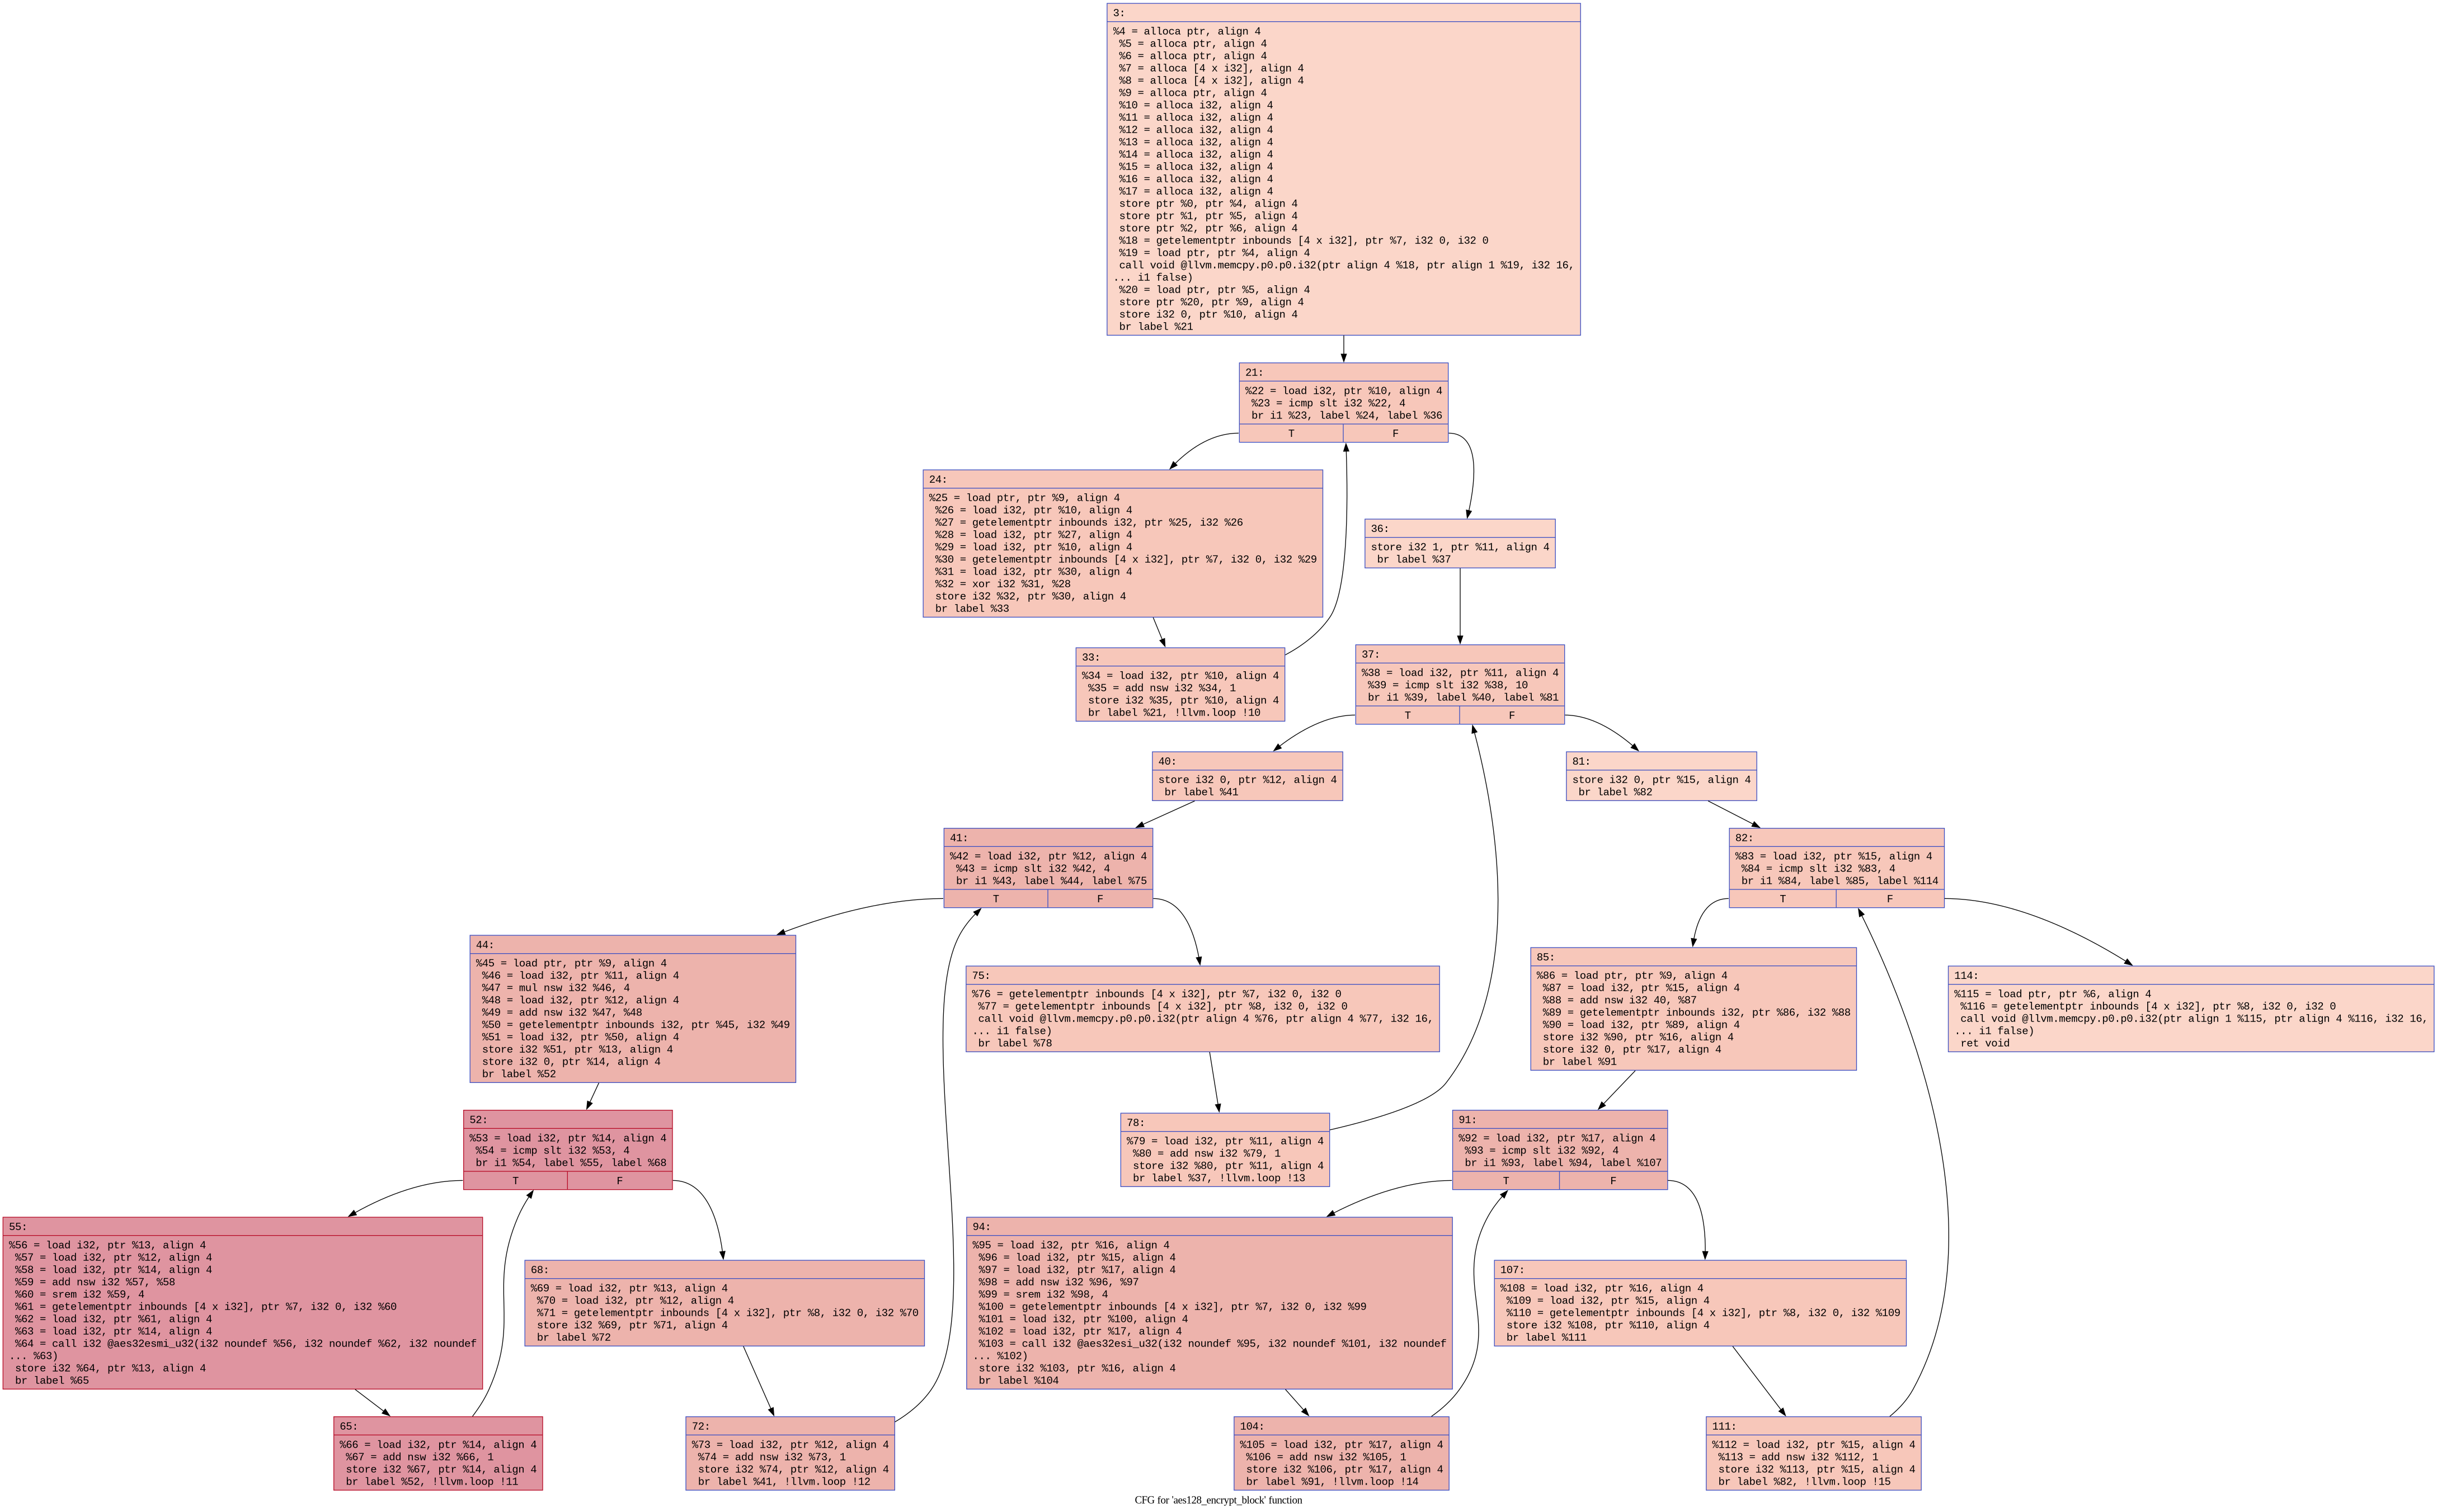 3:
%4 = alloca ptr, align 4
%5 = alloca ptr, align 4
%6 = alloca ptr, align 4
%7 = alloca [4 x i32], align 4
%8 = alloca [4 x i32], align 4
%9 = alloca ptr, align 4
%10 = alloca i32, align 4
%11 = alloca i32, align 4
%12 = alloca i32, align 4
%13 = alloca i32, align 4
%14 = alloca i32, align 4
%15 = alloca i32, align 4
%16 = alloca i32, align 4
%17 = alloca i32, align 4
store ptr %0, ptr %4, align 4
store ptr %1, ptr %5, align 4
store ptr %2, ptr %6, align 4
%18 = getelementptr inbounds [4 x i32], ptr %7, i32 0, i32 0
%19 = load ptr, ptr %4, align 4
call void @llvm.memcpy.p0.p0.i32(ptr align 4 %18, ptr align 1 %19, i32 16,
... i1 false)
%20 = load ptr, ptr %5, align 4
store ptr %20, ptr %9, align 4
store i32 0, ptr %10, align 4
br label %21
21:
%22 = load i32, ptr %10, align 4
%23 = icmp slt i32 %22, 4
br i1 %23, label %24, label %36
T F
24:
%25 = load ptr, ptr %9, align 4
%26 = load i32, ptr %10, align 4
%27 = getelementptr inbounds i32, ptr %25, i32 %26
%28 = load i32, ptr %27, align 4
%29 = load i32, ptr %10, align 4
%30 = getelementptr inbounds [4 x i32], ptr %7, i32 0, i32 %29
%31 = load i32, ptr %30, align 4
%32 = xor i32 %31, %28
store i32 %32, ptr %30, align 4
br label %33
36:
store i32 1, ptr %11, align 4
br label %37
33:
%34 = load i32, ptr %10, align 4
%35 = add nsw i32 %34, 1
store i32 %35, ptr %10, align 4
br label %21, !llvm.loop !10
37:
%38 = load i32, ptr %11, align 4
%39 = icmp slt i32 %38, 10
br i1 %39, label %40, label %81
T F
40:
store i32 0, ptr %12, align 4
br label %41
81:
store i32 0, ptr %15, align 4
br label %82
41:
%42 = load i32, ptr %12, align 4
%43 = icmp slt i32 %42, 4
br i1 %43, label %44, label %75
T F
82:
%83 = load i32, ptr %15, align 4
%84 = icmp slt i32 %83, 4
br i1 %84, label %85, label %114
T F
44:
%45 = load ptr, ptr %9, align 4
%46 = load i32, ptr %11, align 4
%47 = mul nsw i32 %46, 4
%48 = load i32, ptr %12, align 4
%49 = add nsw i32 %47, %48
%50 = getelementptr inbounds i32, ptr %45, i32 %49
%51 = load i32, ptr %50, align 4
store i32 %51, ptr %13, align 4
store i32 0, ptr %14, align 4
br label %52
75:
%76 = getelementptr inbounds [4 x i32], ptr %7, i32 0, i32 0
%77 = getelementptr inbounds [4 x i32], ptr %8, i32 0, i32 0
call void @llvm.memcpy.p0.p0.i32(ptr align 4 %76, ptr align 4 %77, i32 16,
... i1 false)
br label %78
85:
%86 = load ptr, ptr %9, align 4
%87 = load i32, ptr %15, align 4
%88 = add nsw i32 40, %87
%89 = getelementptr inbounds i32, ptr %86, i32 %88
%90 = load i32, ptr %89, align 4
store i32 %90, ptr %16, align 4
store i32 0, ptr %17, align 4
br label %91
114:
%115 = load ptr, ptr %6, align 4
%116 = getelementptr inbounds [4 x i32], ptr %8, i32 0, i32 0
call void @llvm.memcpy.p0.p0.i32(ptr align 1 %115, ptr align 4 %116, i32 16,
... i1 false)
ret void
52:
%53 = load i32, ptr %14, align 4
%54 = icmp slt i32 %53, 4
br i1 %54, label %55, label %68
T F
78:
%79 = load i32, ptr %11, align 4
%80 = add nsw i32 %79, 1
store i32 %80, ptr %11, align 4
br label %37, !llvm.loop !13
91:
%92 = load i32, ptr %17, align 4
%93 = icmp slt i32 %92, 4
br i1 %93, label %94, label %107
T F
55:
%56 = load i32, ptr %13, align 4
%57 = load i32, ptr %12, align 4
%58 = load i32, ptr %14, align 4
%59 = add nsw i32 %57, %58
%60 = srem i32 %59, 4
%61 = getelementptr inbounds [4 x i32], ptr %7, i32 0, i32 %60
%62 = load i32, ptr %61, align 4
%63 = load i32, ptr %14, align 4
%64 = call i32 @aes32esmi_u32(i32 noundef %56, i32 noundef %62, i32 noundef
... %63)
store i32 %64, ptr %13, align 4
br label %65
68:
%69 = load i32, ptr %13, align 4
%70 = load i32, ptr %12, align 4
%71 = getelementptr inbounds [4 x i32], ptr %8, i32 0, i32 %70
store i32 %69, ptr %71, align 4
br label %72
94:
%95 = load i32, ptr %16, align 4
%96 = load i32, ptr %15, align 4
%97 = load i32, ptr %17, align 4
%98 = add nsw i32 %96, %97
%99 = srem i32 %98, 4
%100 = getelementptr inbounds [4 x i32], ptr %7, i32 0, i32 %99
%101 = load i32, ptr %100, align 4
%102 = load i32, ptr %17, align 4
%103 = call i32 @aes32esi_u32(i32 noundef %95, i32 noundef %101, i32 noundef
... %102)
store i32 %103, ptr %16, align 4
br label %104
107:
%108 = load i32, ptr %16, align 4
%109 = load i32, ptr %15, align 4
%110 = getelementptr inbounds [4 x i32], ptr %8, i32 0, i32 %109
store i32 %108, ptr %110, align 4
br label %111
65:
%66 = load i32, ptr %14, align 4
%67 = add nsw i32 %66, 1
store i32 %67, ptr %14, align 4
br label %52, !llvm.loop !11
72:
%73 = load i32, ptr %12, align 4
%74 = add nsw i32 %73, 1
store i32 %74, ptr %12, align 4
br label %41, !llvm.loop !12
104:
%105 = load i32, ptr %17, align 4
%106 = add nsw i32 %105, 1
store i32 %106, ptr %17, align 4
br label %91, !llvm.loop !14
111:
%112 = load i32, ptr %15, align 4
%113 = add nsw i32 %112, 1
store i32 %113, ptr %15, align 4
br label %82, !llvm.loop !15
CFG for 'aes128_encrypt_block' function